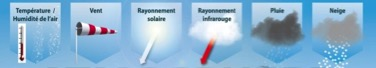 Température /
Humidité de l'air
Vent
Rayonnement
solaire
Rayonnement
infrarouge
Pluie
Neige